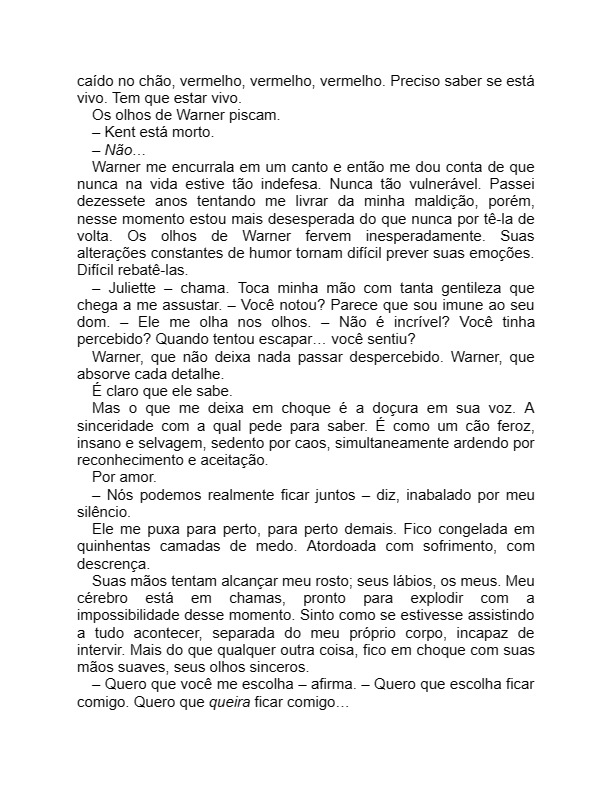 caído no chão, vermelho, vermelho, vermelho. Preciso saber se está
vivo. Tem que estar vivo.
Os olhos de Warner piscam.
– Kent está morto.
– Não…
Warner me encurrala em um canto e então me dou conta de que
nunca na vida estive tão indefesa. Nunca tão vulnerável. Passei
dezessete anos tentando me livrar da minha maldição, porém,
nesse momento estou mais desesperada do que nunca por tê-la de
volta. Os olhos de Warner fervem inesperadamente. Suas
alterações constantes de humor tornam difícil prever suas emoções.
Difícil rebatê-las.
– Juliette – chama. Toca minha mão com tanta gentileza que
chega a me assustar. – Você notou? Parece que sou imune ao seu
dom. – Ele me olha nos olhos. – Não é incrível? Você tinha
percebido? Quando tentou escapar… você sentiu?
Warner, que não deixa nada passar despercebido. Warner, que
absorve cada detalhe.
É claro que ele sabe.
Mas o que me deixa em choque é a doçura em sua voz. A
sinceridade com a qual pede para saber. É como um cão feroz,
insano e selvagem, sedento por caos, simultaneamente ardendo por
reconhecimento e aceitação.
Por amor.
– Nós podemos realmente ficar juntos – diz, inabalado por meu
silêncio.
Ele me puxa para perto, para perto demais. Fico congelada em
quinhentas camadas de medo. Atordoada com sofrimento, com
descrença.
Suas mãos tentam alcançar meu rosto; seus lábios, os meus. Meu
cérebro está em chamas, pronto para explodir com a
impossibilidade desse momento. Sinto como se estivesse assistindo
a tudo acontecer, separada do meu próprio corpo, incapaz de
intervir. Mais do que qualquer outra coisa, fico em choque com suas
mãos suaves, seus olhos sinceros.
– Quero que você me escolha – afirma. – Quero que escolha ficar
comigo. Quero que queira ficar comigo…